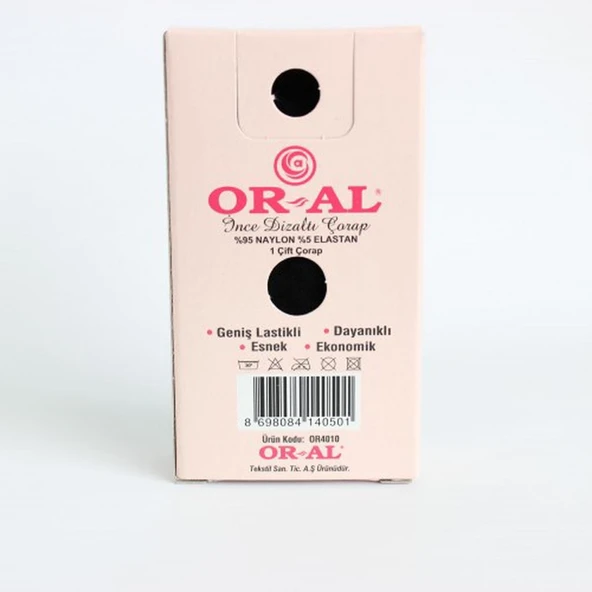 OR-AL®
İnce Dizaltı Çorap
%95 NAYLON %5 ELASTAN
1 Çift Çorap
• Geniş Lastikli • Dayanıklı
• Esnek • Ekonomik
8 698084 140501
Ürün Kodu: OR4010
OR-AL®
Tekstil San. Tic. A.Ş Ürünüdür.